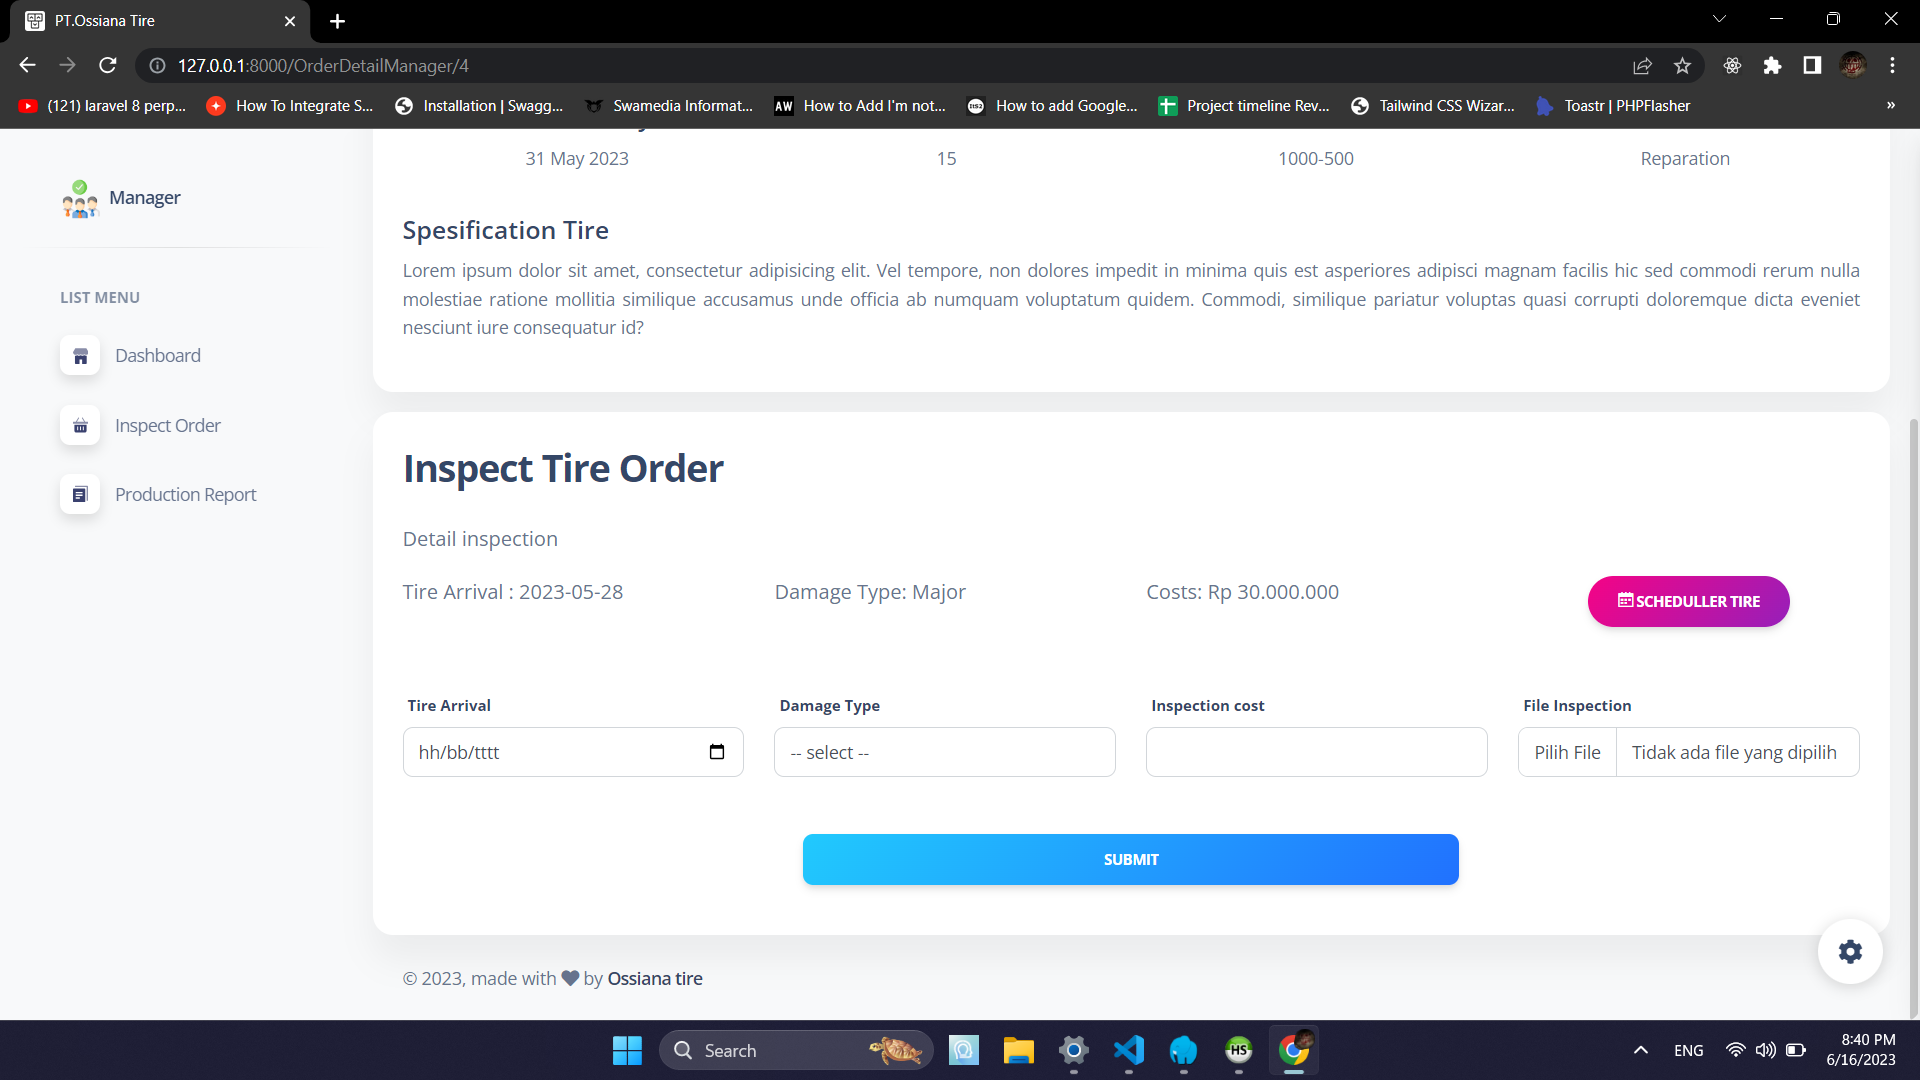 PT.Ossiana Tire
127.0.0.1:8000/OrderDetailManager/4
(121) laravel 8 perp...
How To Integrate S...
Installation | Swagg...
Swamedia Informat...
AW
How to Add I'm not...
How to add Google...
Project timeline Rev...
Tailwind CSS Wizar...
Toastr | PHPFlasher
»
Manager
LIST MENU
Dashboard
Inspect Order
Production Report
31 May 2023
15
1000-500
Reparation
Spesification Tire
Lorem ipsum dolor sit amet, consectetur adipisicing elit. Vel tempore, non dolores impedit in minima quis est asperiores adipisci magnam facilis hic sed commodi rerum nulla
molestiae ratione mollitia similique accusamus unde officia ab numquam voluptatum quidem. Commodi, similique pariatur voluptas quasi corrupti doloremque dicta eveniet
nesciunt iure consequatur id?
Inspect Tire Order
Detail inspection
Tire Arrival : 2023-05-28
Damage Type: Major
Costs: Rp 30.000.000
SCHEDULLER TIRE
Tire Arrival
Damage Type
Inspection cost
File Inspection
hh/bb/tttt
-- select --
Pilih File
Tidak ada file yang dipilih
SUBMIT
© 2023, made with ♥ by Ossiana tire
Search
HS
ENG
8:40 PM
6/16/2023